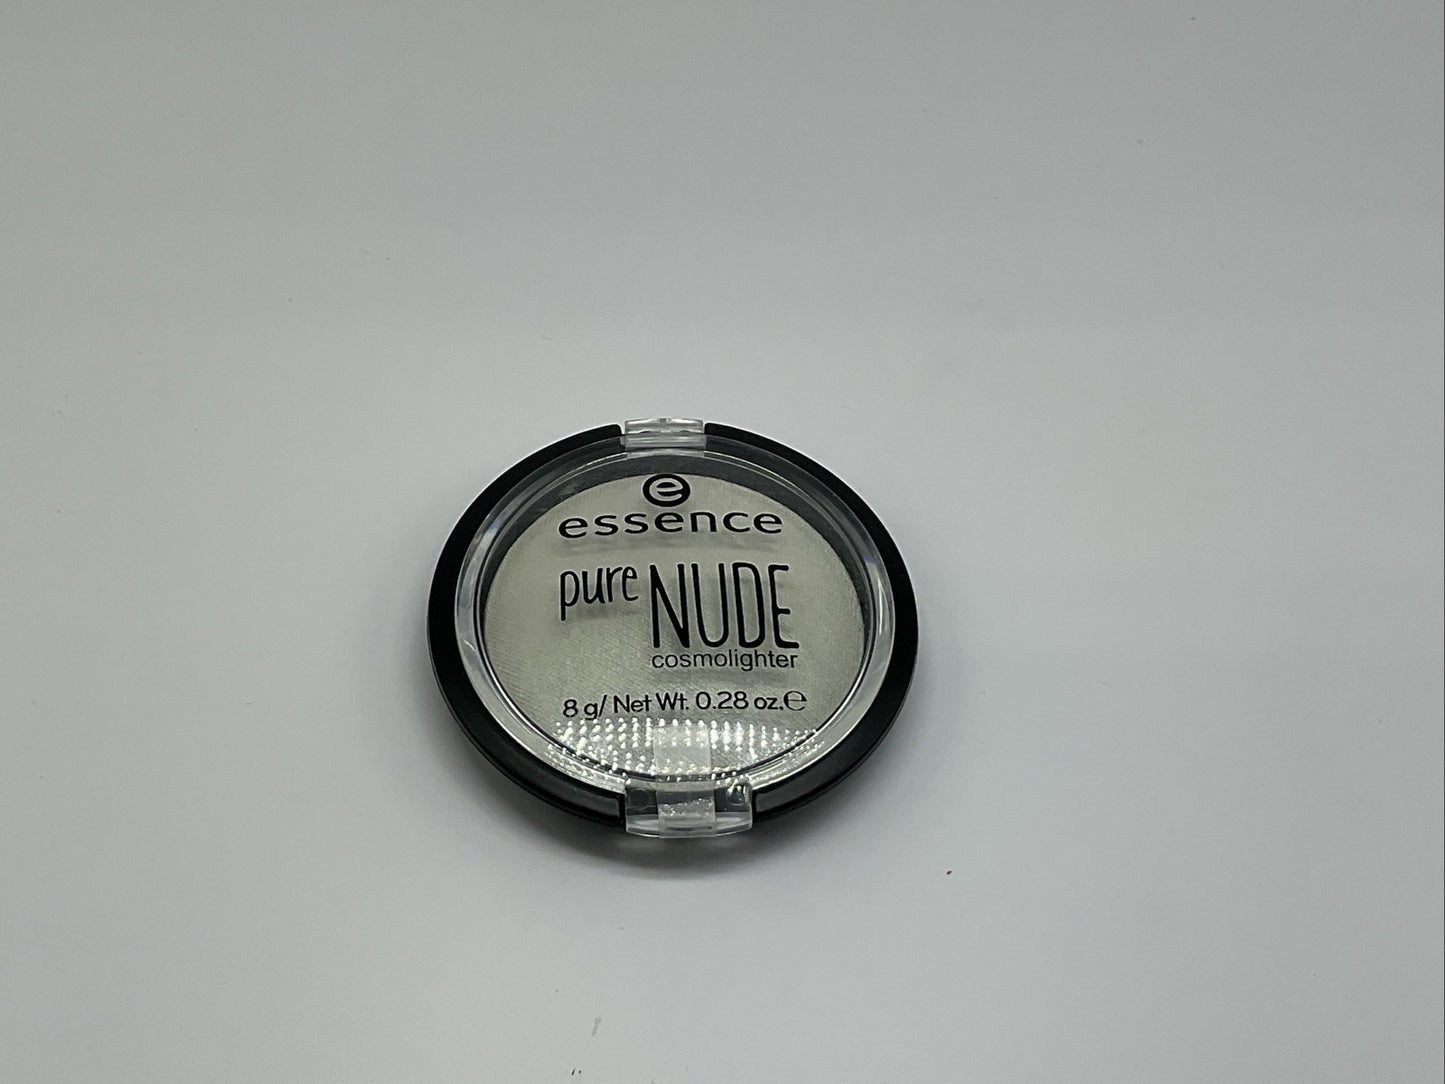 e
essence
pure NUDE
cosmolighter
8 g/ Net Wt. 0.28 oz.℮